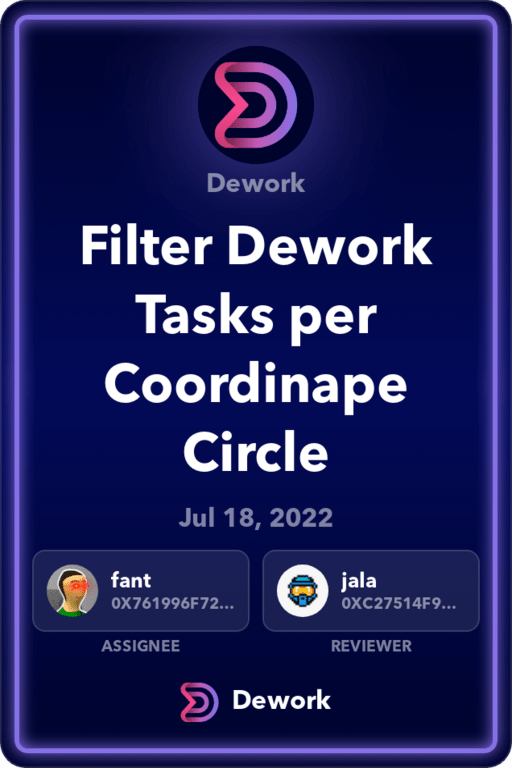 Dework
Filter Dework
Tasks per
Coordinape
Circle
Jul 18, 2022
fant
0X761996F72...
ASSIGNEE
jala
0XC27514F9...
REVIEWER
Dework